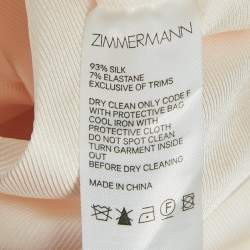 ZIMMERMANN
93% SILK
7% ELASTANE
EXCLUSIVE OF TRIMS
DRY CLEAN ONLY CODE F
WITH PROTECTIVE BAG
COOL IRON WITH
PROTECTIVE CLOTH
DO NOT SPOT CLEAN
TURN GARMENT INSIDE
OUT
BEFORE DRY CLEANING
MADE IN CHINA